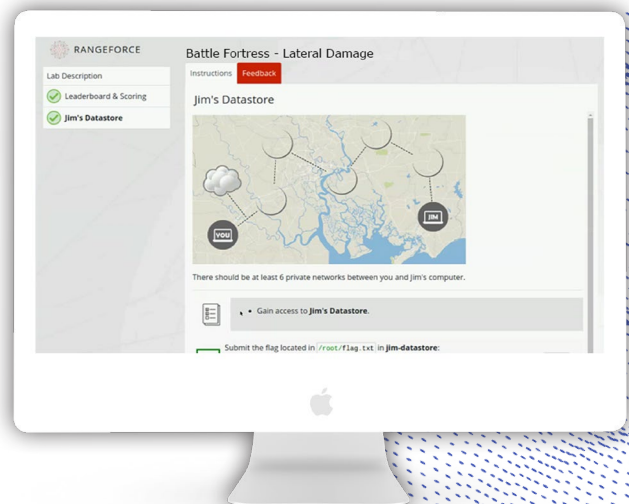 RANGEFORCE
Battle Fortress - Lateral Damage
Lab Description
Instructions Feedback
Leaderboard & Scoring
Jim's Datastore
Jim's Datastore
YOU
JIM
There should be at least 6 private networks between you and Jim's computer.
Gain access to Jim's Datastore.
Submit the flag located in /root/flag.txt in jim-datastore: